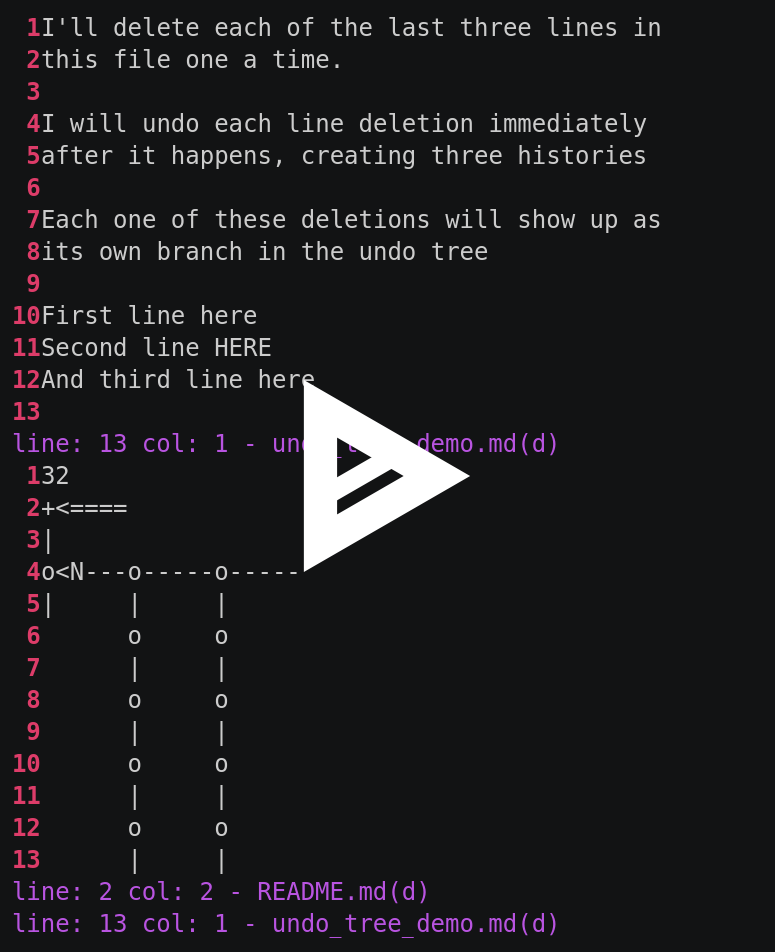 1I'll delete each of the last three lines in
2this file one a time.
3
4I will undo each line deletion immediately
5after it happens, creating three histories
6
7Each one of these deletions will show up as
8its own branch in the undo tree
9
10First line here
11Second line HERE
12And third line here
13
line: 13 col: 1 - undo demo.md(d)
132
2+<====
3|
4o<N---o-----o-----
5|     |     |
6      o     o
7      |     |
8      o     o
9      |     |
10      o     o
11      |     |
12      o     o
13      |     |
line: 2 col: 2 - README.md(d)
line: 13 col: 1 - undo_tree_demo.md(d)